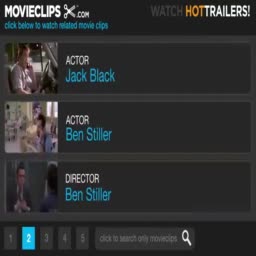 MOVIECLIPS .COM WATCH HOTTRAILERS!
click below to watch related movie clips
ACTOR
Jack Black
ACTOR
Ben Stiller
DIRECTOR
Ben Stiller
1 2 3 4 5 click to search only movieclips